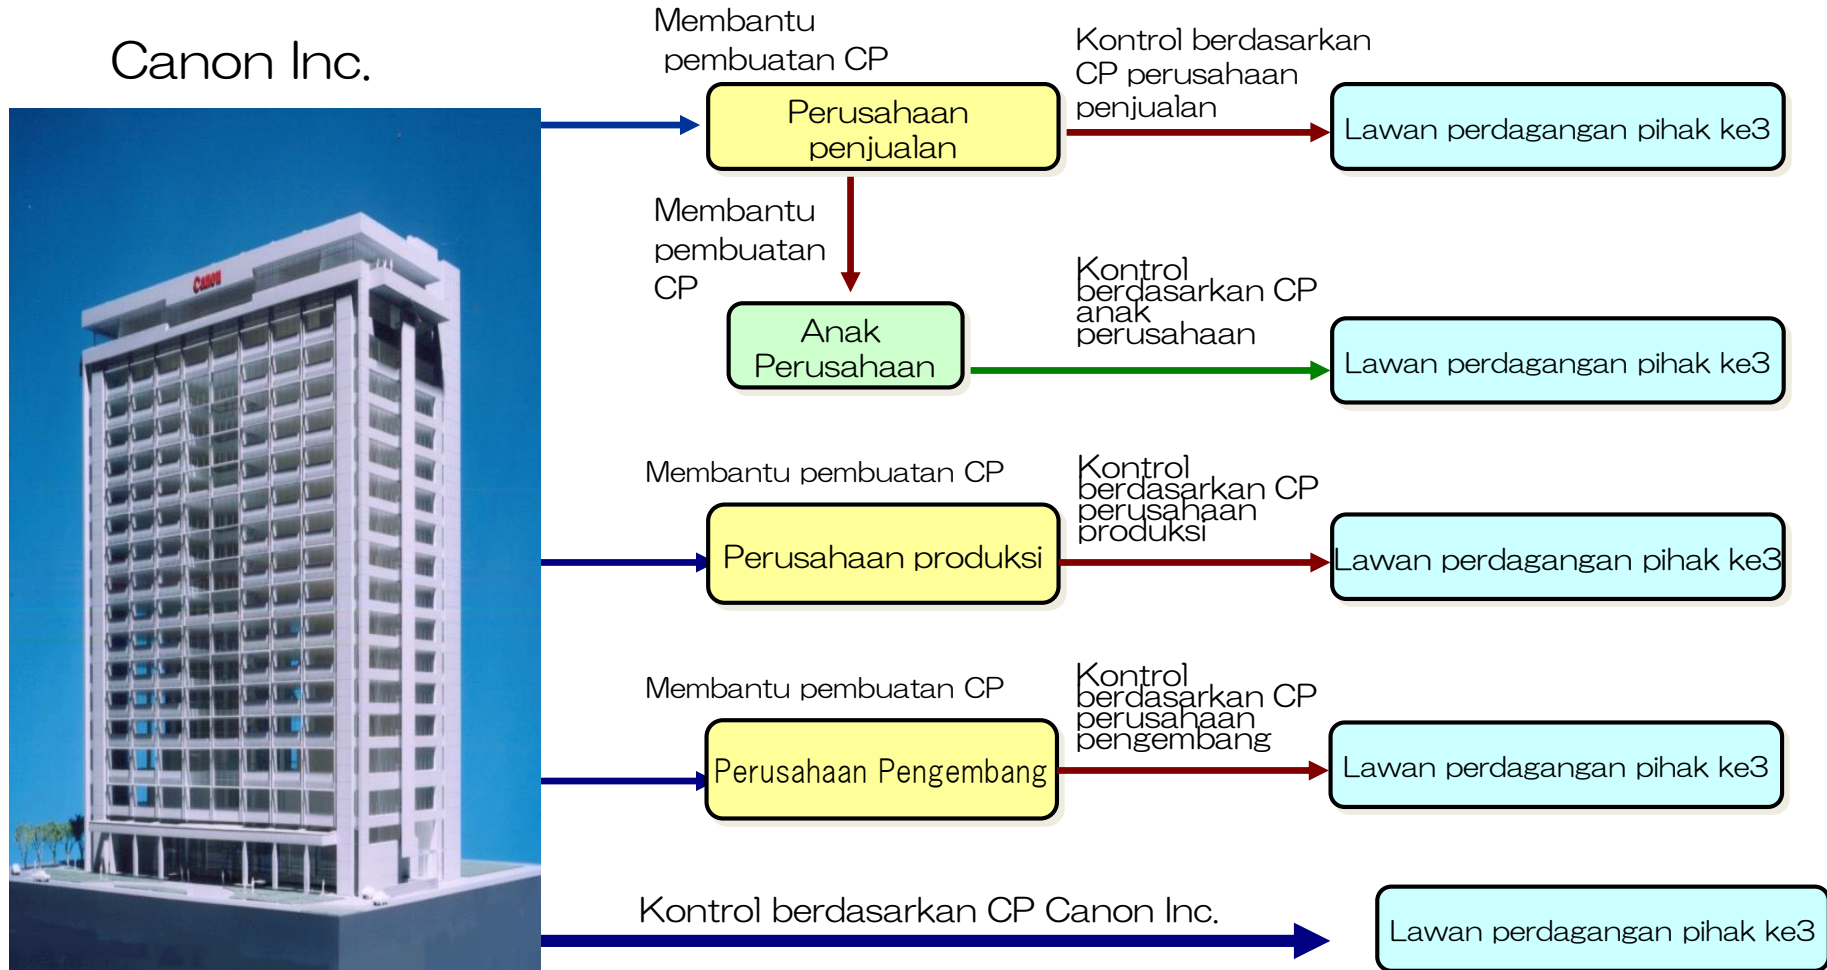 Canon Inc.
Membantu
pembuatan CP
Kontrol berdasarkan
CP perusahaan
penjualan
Perusahaan
penjualan
Lawan perdagangan pihak ke3
Membantu
pembuatan
CP
Canon
Kontrol
berdasarkan CP
anak
perusahaan
Anak
Perusahaan
Lawan perdagangan pihak ke3
Membantu pembuatan CP
Kontrol
berdasarkan CP
perusahaan
produksi
Perusahaan produksi
Lawan perdagangan pihak ke3
Membantu pembuatan CP
Kontrol
berdasarkan CP
perusahaan
pengembang
Perusahaan Pengembang
Lawan perdagangan pihak ke3
Kontrol berdasarkan CP Canon Inc.
Lawan perdagangan pihak ke3